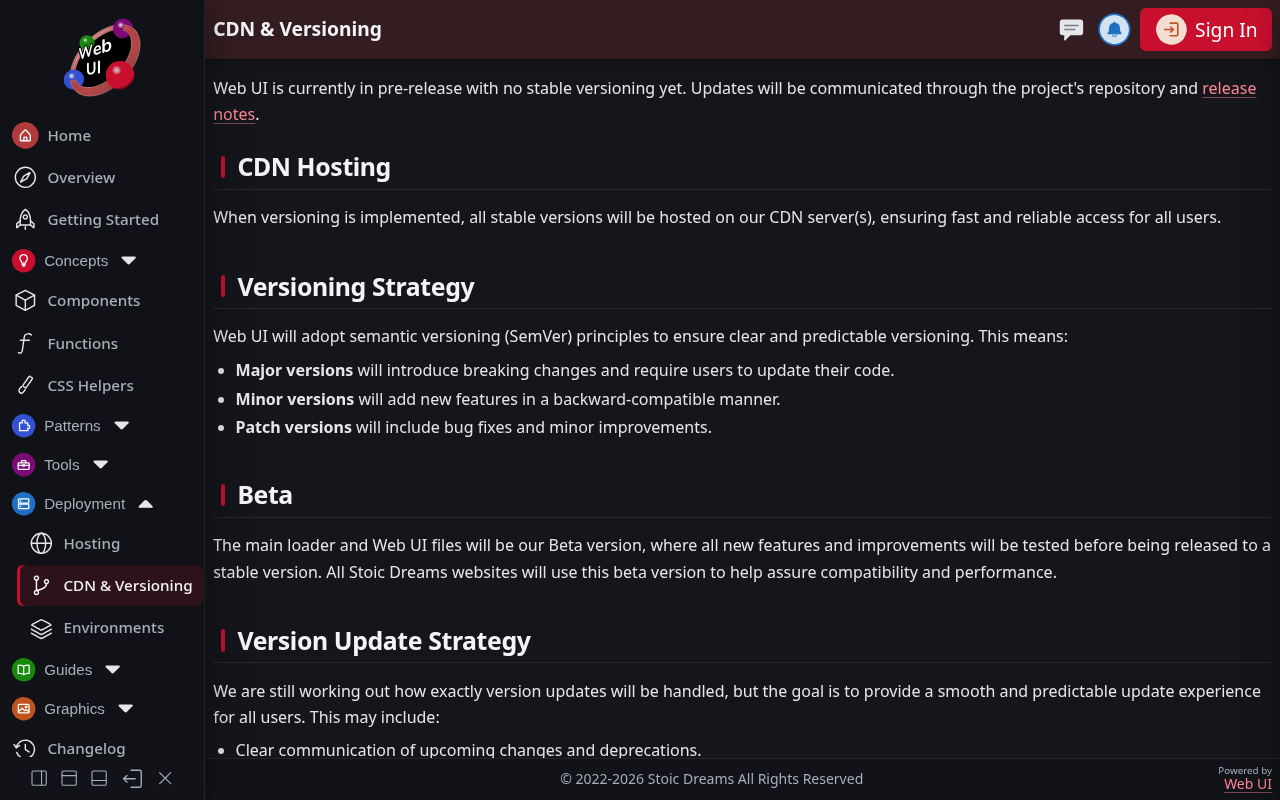 Web
UI
Home
Overview
Getting Started
Concepts
Components
Functions
CSS Helpers
Patterns
Tools
Deployment
Hosting
CDN & Versioning
Environments
Guides
Graphics
Changelog
CDN & Versioning
Sign In
Web UI is currently in pre-release with no stable versioning yet. Updates will be communicated through the project's repository and release
notes.
CDN Hosting
When versioning is implemented, all stable versions will be hosted on our CDN server(s), ensuring fast and reliable access for all users.
Versioning Strategy
Web UI will adopt semantic versioning (SemVer) principles to ensure clear and predictable versioning. This means:
Major versions will introduce breaking changes and require users to update their code.
Minor versions will add new features in a backward-compatible manner.
Patch versions will include bug fixes and minor improvements.
Beta
The main loader and Web UI files will be our Beta version, where all new features and improvements will be tested before being released to a
stable version. All Stoic Dreams websites will use this beta version to help assure compatibility and performance.
Version Update Strategy
We are still working out how exactly version updates will be handled, but the goal is to provide a smooth and predictable update experience
for all users. This may include:
Clear communication of upcoming changes and deprecations.
© 2022-2026 Stoic Dreams All Rights Reserved
Powered by
Web UI